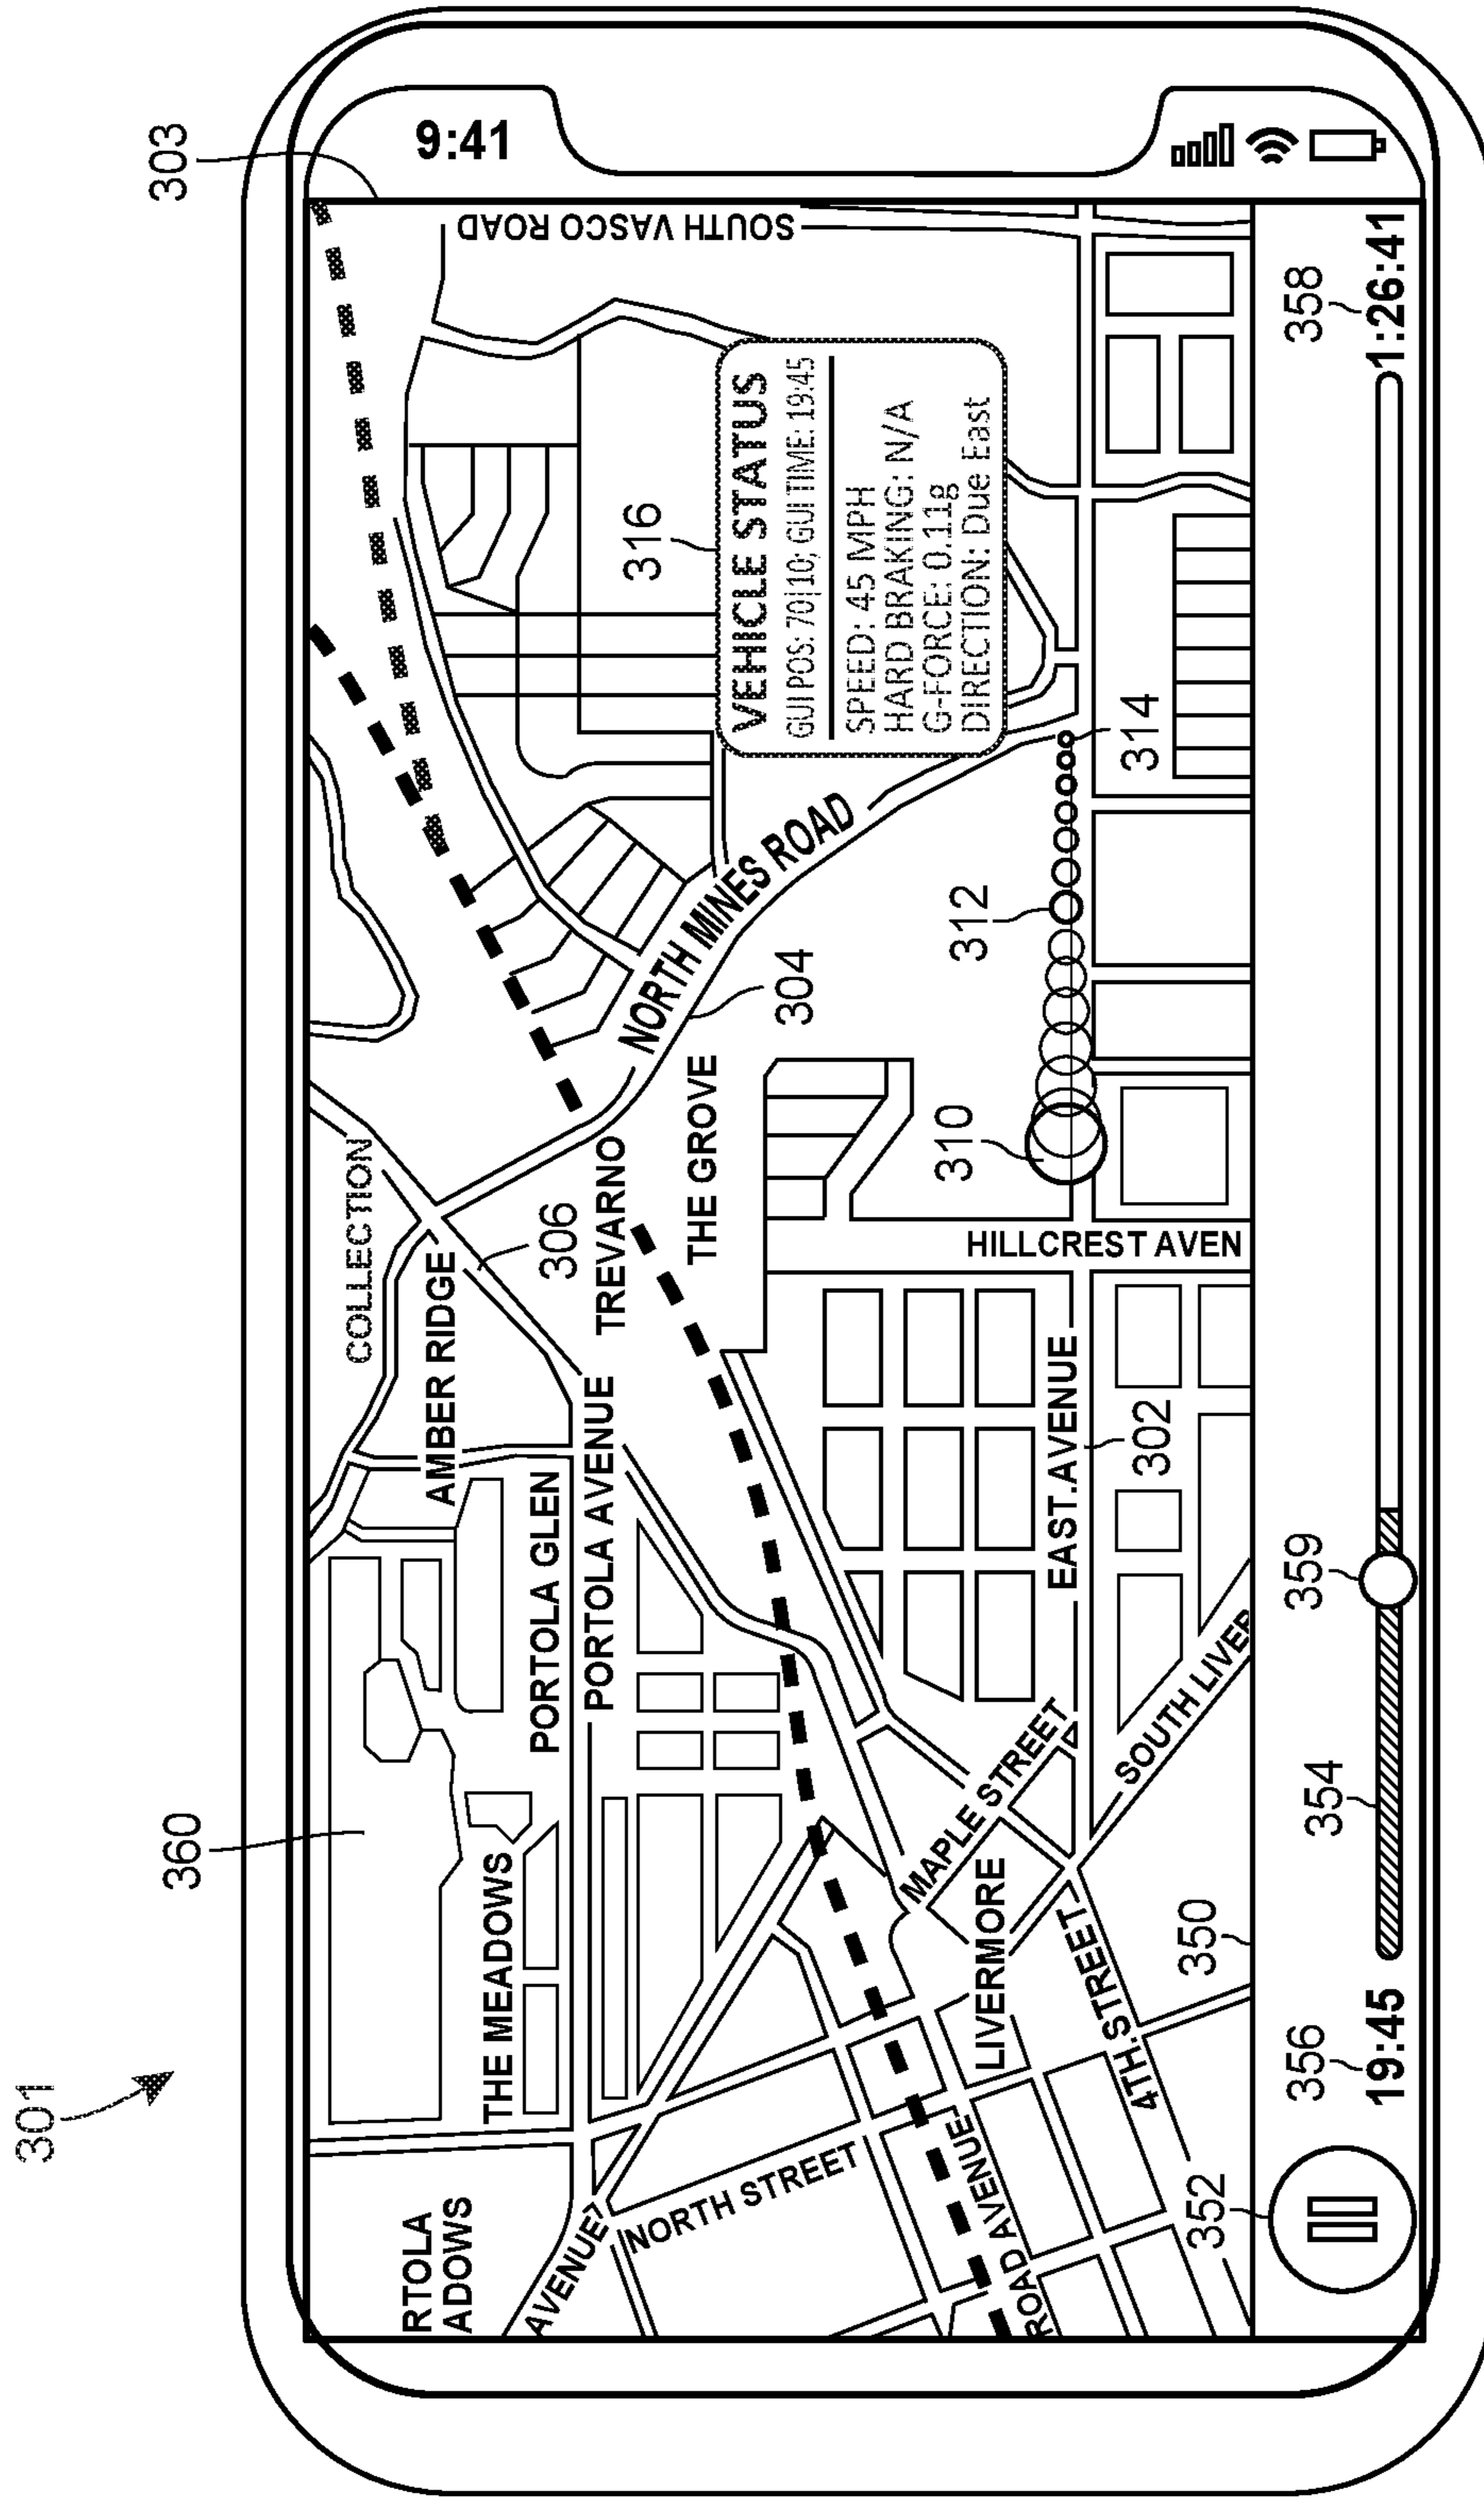 301
303
9:41
360
COLLECTION
SOUTH VASCO ROAD
RTOLA
ADOWS
AMBER RIDGE
THE MEADOWS
PORTOLA GLEN
306
PORTOLA AVENUE
TREVARNO
NORTH MINES ROAD
316
AVENUE
NORTH STREET
THE GROVE
304
VEHICLE STATUS
GUI POS: 70|10; GUI TIME: 19:45
SPEED: 45 MPH
HARD BRAKING: N/A
G-FORCE: 0.11g
DIRECTION: Due East
310
312
314
MAPLE STREET
LIVERMORE
HILLCREST AVEN
ROAD AVENUE
EAST. AVENUE
302
4TH. STREET
SOUTH LIVER
350
352
356
354
359
358
19:45
1:26:41